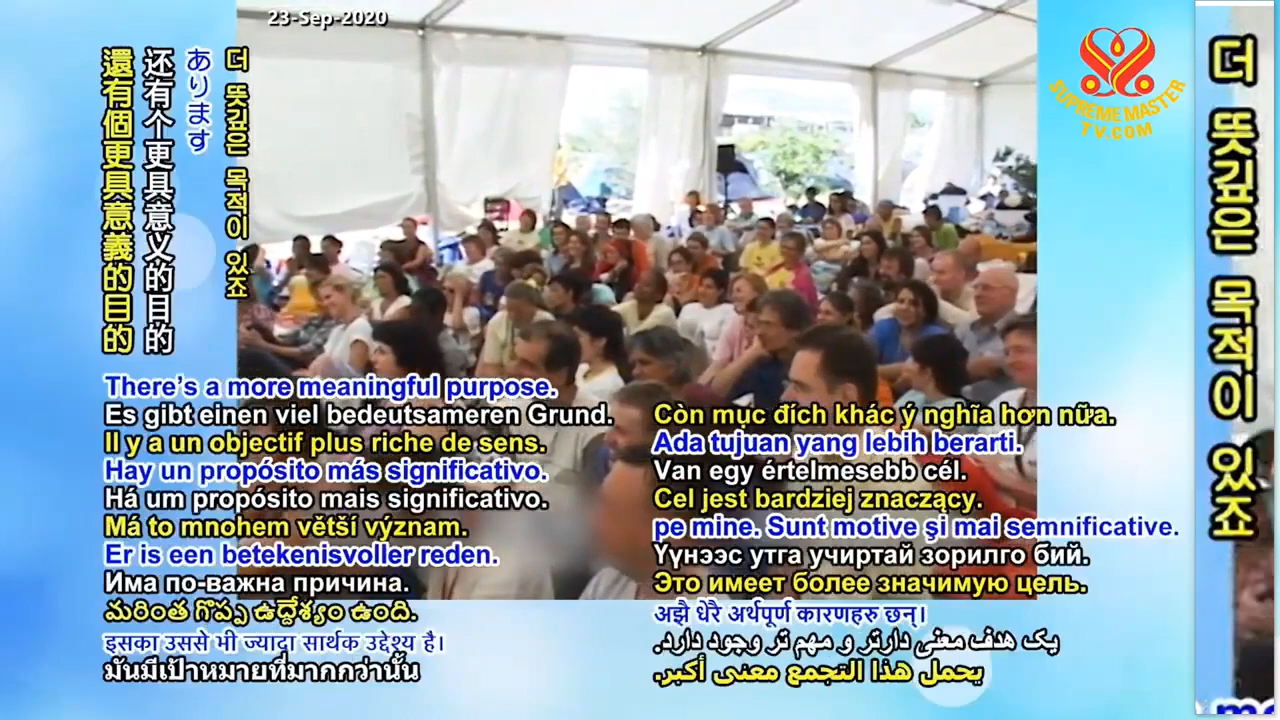 23-Sep-2020
SUPREME MASTER
TV.COM
더 뜻깊은 목적이 있죠
あります
还有个更具意义的目的
還有個更具意義的目的
There's a more meaningful purpose.
Es gibt einen viel bedeutsameren Grund.
Il y a un objectif plus riche de sens.
Hay un propósito más significativo.
Há um propósito mais significativo.
Má to mnohem větší význam.
Er is een betekenisvoller reden.
Има по-важна причина.
మరింత గొప్ప ఉద్దేశ్యం ఉంది.
इसका उससे भी ज्यादा सार्थक उद्देश्य है।
มันมีเป้าหมายที่มากกว่านั้น
Còn mục đích khác ý nghĩa hơn nữa.
Ada tujuan yang lebih berarti.
Van egy értelmesebb cél.
Cel jest bardziej znaczący.
pe mine. Sunt motive şi mai semnificative.
Үүнээс утга учиртай зорилго бий.
Это имеет более значимую цель.
अझै धेरै अर्थपूर्ण कारणहरु छन्।
یک هدف معنی دارتر و مهم تر وجود دارد.
يحمل هذا التجمع معنى أكبر.
더 뜻깊은 목적이 있죠